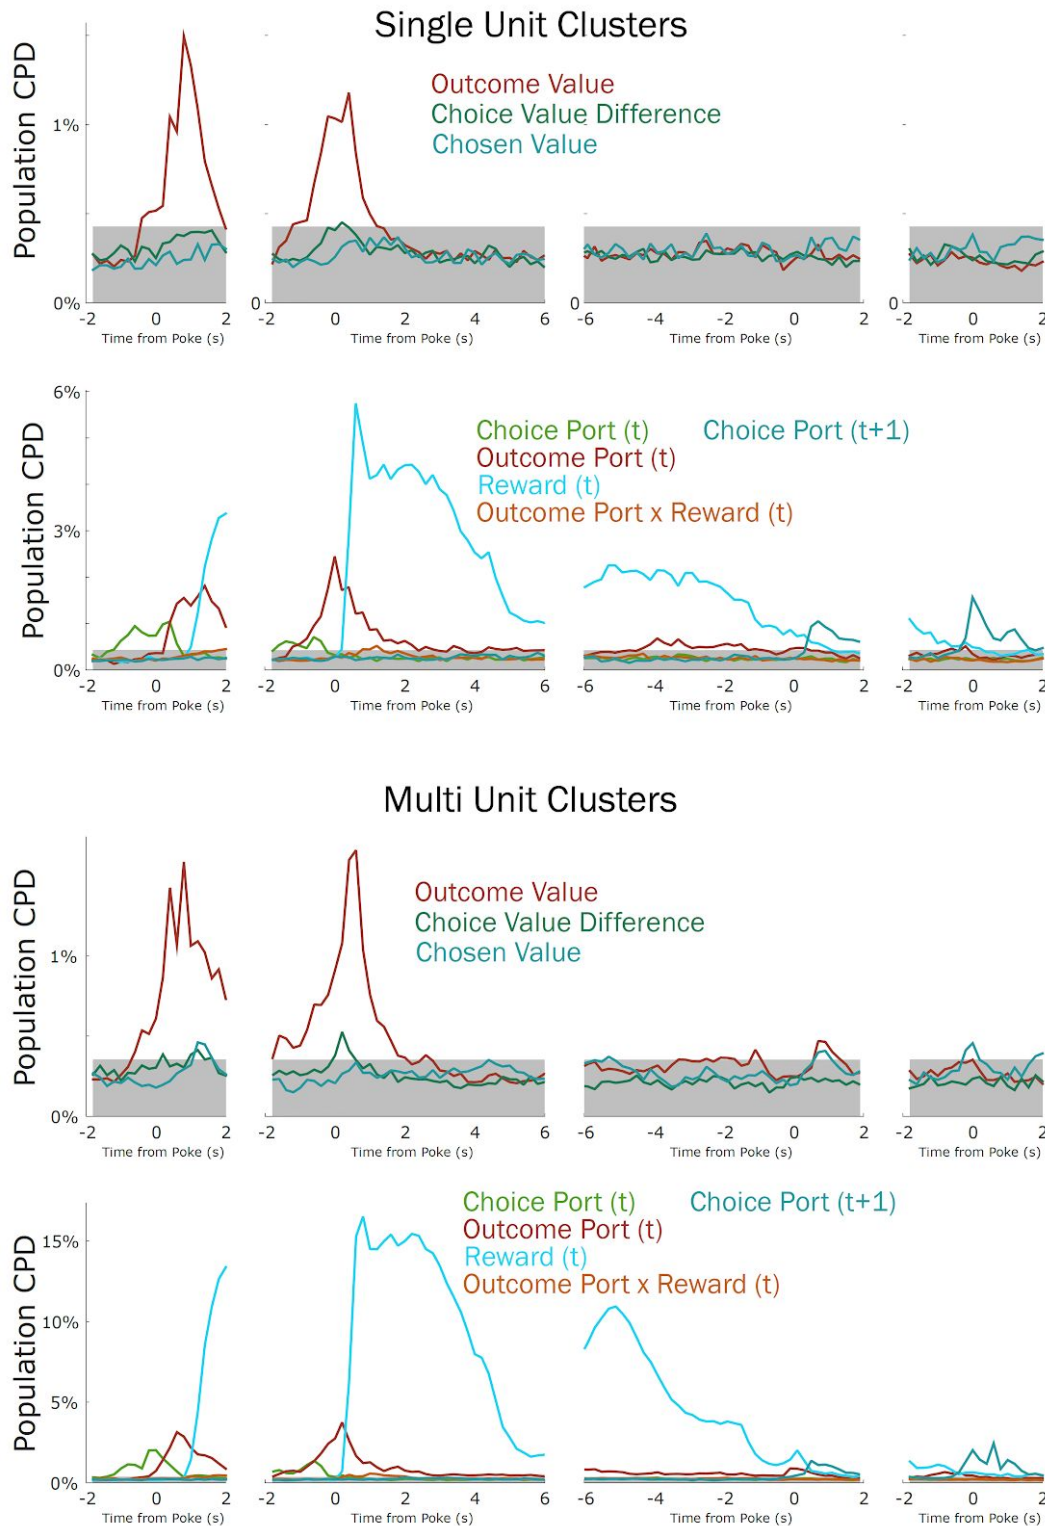 Single Unit Clusters
Population CPD
Outcome Value
Choice Value Difference
Chosen Value
1%
0% 0 0 0
-2 0 2 -2 0 2 4 6 -6 -4 -2 0 -2 0 2
Time from Poke (s) Time from Poke (s) Time from Poke (s) Time from Poke (s)
Population CPD
6%
Choice Port (t) Choice Port (t+1)
Outcome Port (t)
Reward (t)
Outcome Port x Reward (t)
3%
0%
-2 0 2 -2 0 2 4 6 -6 -4 -2 0 -2 0 2
Time from Poke (s) Time from Poke (s) Time from Poke (s) Time from Poke (s)
Multi Unit Clusters
Population CPD
Outcome Value
Choice Value Difference
Chosen Value
1%
0%
-2 0 2 -2 0 2 4 6 -6 -4 -2 0 -2 0 2
Time from Poke (s) Time from Poke (s) Time from Poke (s) Time from Poke (s)
Population CPD
Choice Port (t) Choice Port (t+1)
Outcome Port (t)
Reward (t)
Outcome Port x Reward (t)
15%
10%
5%
0%
-2 0 2 -2 0 2 4 6 -6 -4 -2 0 -2 0 2
Time from Poke (s) Time from Poke (s) Time from Poke (s) Time from Poke (s)